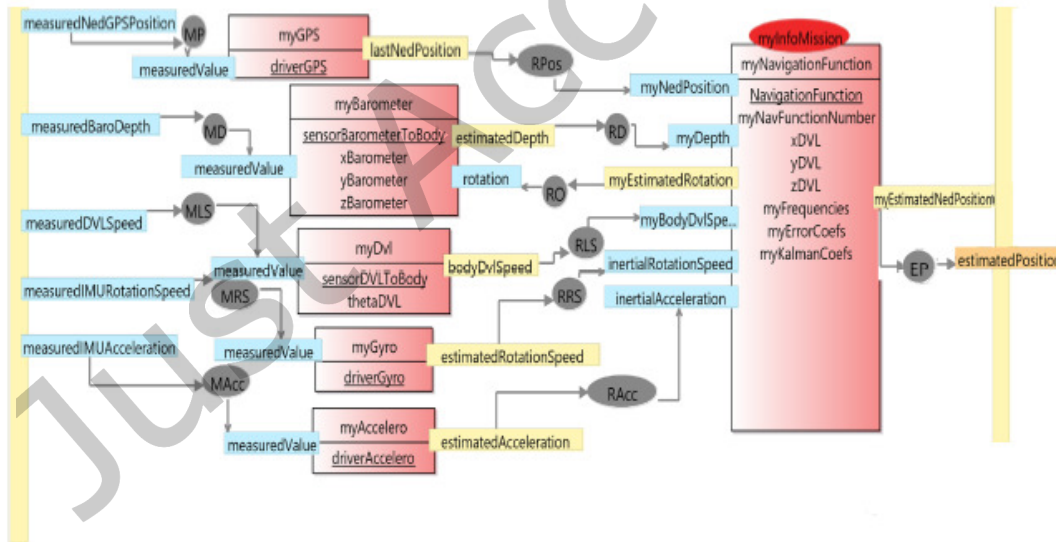 measuredNedGPSPosition
MP
measuredValue
myGPS
driverGPS
lastNedPosition
RPos
myNedPosition
myInfoMission
myNavigationFunction
NavigationFunction
myNavFunctionNumber
xDVL
yDVL
zDVL
myFrequencies
myErrorCoefs
myKalmanCoefs
measuredBaroDepth
MD
measuredValue
myBarometer
sensorBarometerToBody
xBarometer
yBarometer
zBarometer
estimatedDepth
RD
myDepth
rotation
RO
myEstimatedRotation
measuredDVLSpeed
MLS
measuredValue
myDvl
sensorDVLToBody
thetaDVL
bodyDvlSpeed
RLS
myBodyDvlSpe...
myEstimatedNedPosition
EP
estimatedPosition
measuredIMURotationSpeed
MRS
measuredValue
myGyro
driverGyro
estimatedRotationSpeed
RRS
inertialRotationSpeed
inertialAcceleration
measuredIMUAcceleration
MAcc
measuredValue
myAccelero
driverAccelero
estimatedAcceleration
RAcc
Just Acc